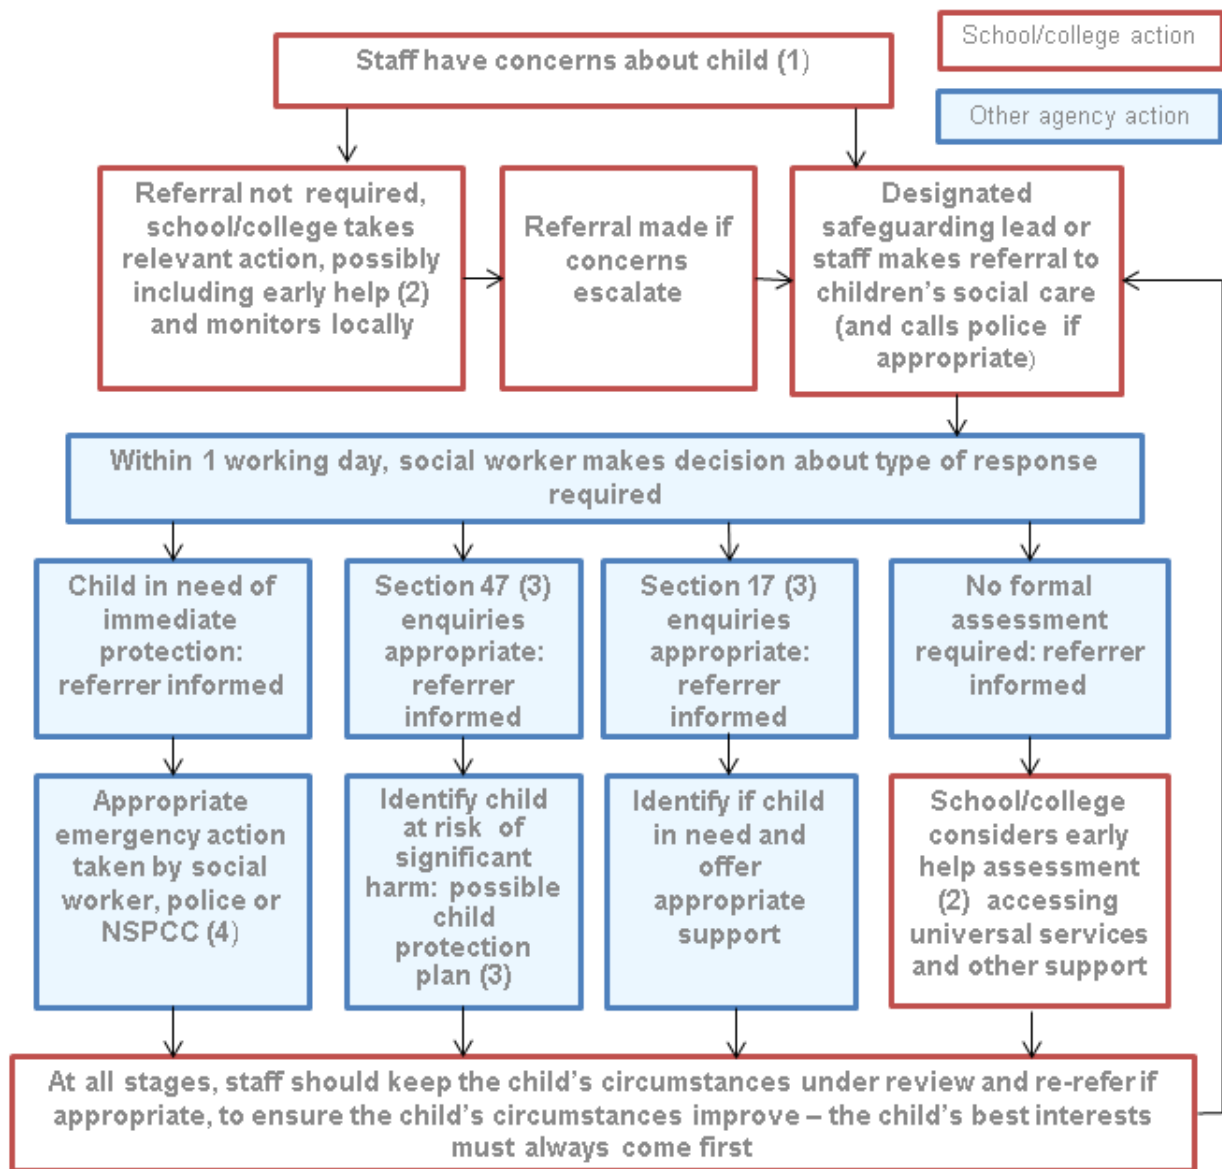 School/college action
Other agency action
Staff have concerns about child (1)
Referral not required,
school/college takes
relevant action, possibly
including early help (2)
and monitors locally
Referral made if
concerns
escalate
Designated
safeguarding lead or
staff makes referral to
children's social care
(and calls police if
appropriate)
Within 1 working day, social worker makes decision about type of response
required
Child in need of
immediate
protection:
referrer informed
Section 47 (3)
enquiries
appropriate:
referrer
informed
Section 17 (3)
enquiries
appropriate:
referrer
informed
No formal
assessment
required: referrer
informed
Appropriate
emergency action
taken by social
worker, police or
NSPCC (4)
Identify child
at risk of
significant
harm: possible
child
protection
plan (3)
Identify if child
in need and
offer
appropriate
support
School/college
considers early
help assessment
(2) accessing
universal services
and other support
At all stages, staff should keep the child's circumstances under review and re-refer if
appropriate, to ensure the child's circumstances improve – the child's best interests
must always come first